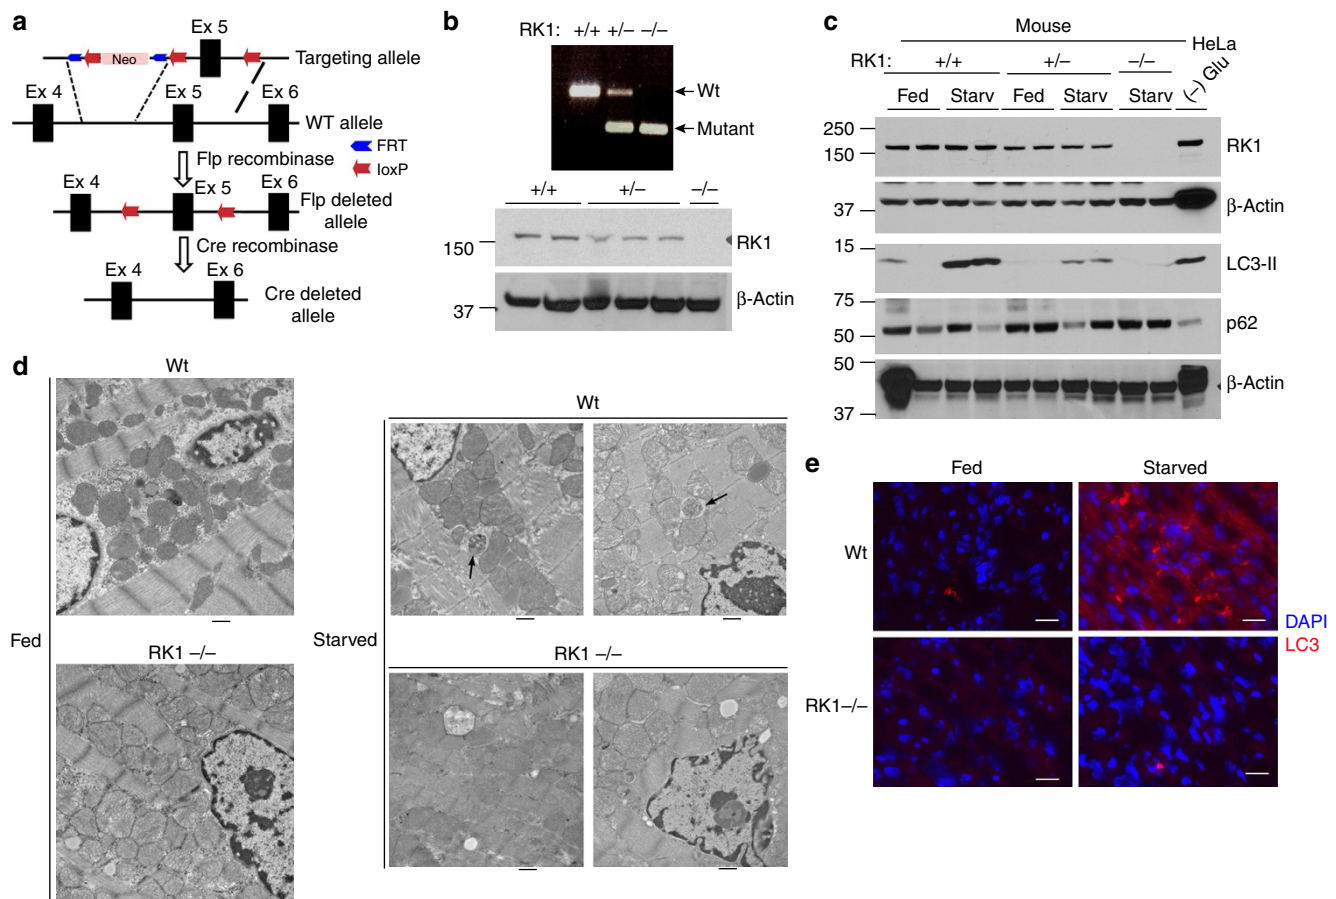 a
Ex 5
Neo
Targeting allele
Ex 4
Ex 5
Ex 6
WT allele
FRT
loxP
Flp recombinase
Ex 4
Ex 5
Ex 6
Flp deleted
allele
Cre recombinase
Ex 4
Ex 6
Cre deleted
allele
b
RK1: +/+ +/– –/–
Wt
Mutant
+/+ +/– –/–
150
RK1
37
β-Actin
c
Mouse
HeLa
RK1: +/+ +/– –/–
(–) Glu
Fed Starv Fed Starv Starv
250
150
RK1
37
β-Actin
15
LC3-II
75
50
p62
50
37
β-Actin
d
Wt
Fed
RK1 –/–
Wt
Starved
RK1 –/–
e
Fed Starved
Wt
RK1–/–
DAPI
LC3